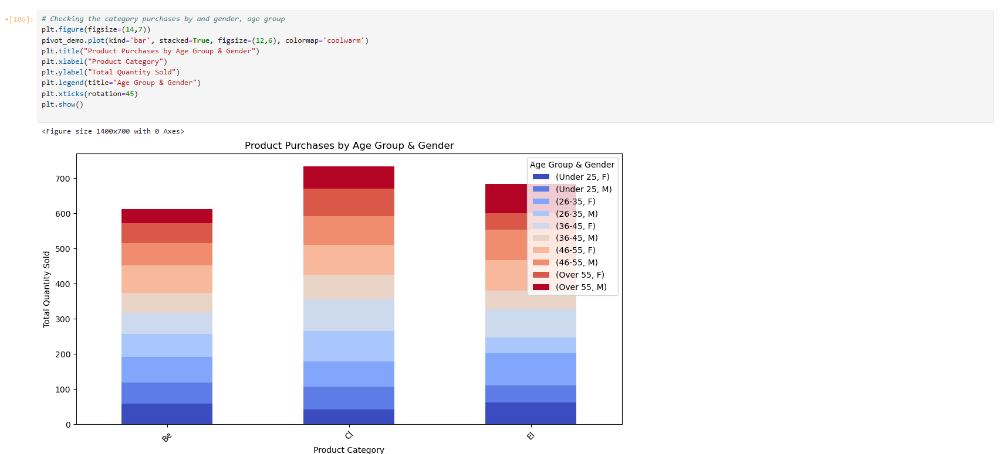 •[186]:
# Checking the category purchases by and gender, age group
plt.figure(figsize=(14,7))
pivot_demo.plot(kind='bar', stacked=True, figsize=(12,6), colormap='coolwarm')
plt.title("Product Purchases by Age Group & Gender")
plt.xlabel("Product Category")
plt.ylabel("Total Quantity Sold")
plt.legend(title="Age Group & Gender")
plt.xticks(rotation=45)
plt.show()
<Figure size 1400x700 with 0 Axes>
Product Purchases by Age Group & Gender
Age Group & Gender
(Under 25, F)
(Under 25, M)
(26-35, F)
(26-35, M)
(36-45, F)
(36-45, M)
(46-55, F)
(46-55, M)
(Over 55, F)
(Over 55, M)
Total Quantity Sold
700
600
500
400
300
200
100
0
Be
Cl
El
Product Category